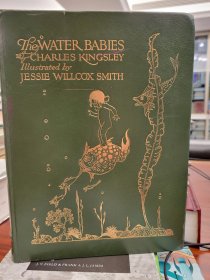 The WATER BABIES
BY CHARLES KINGSLEY
Illustrated by
JESSIE WILLCOX SMITH